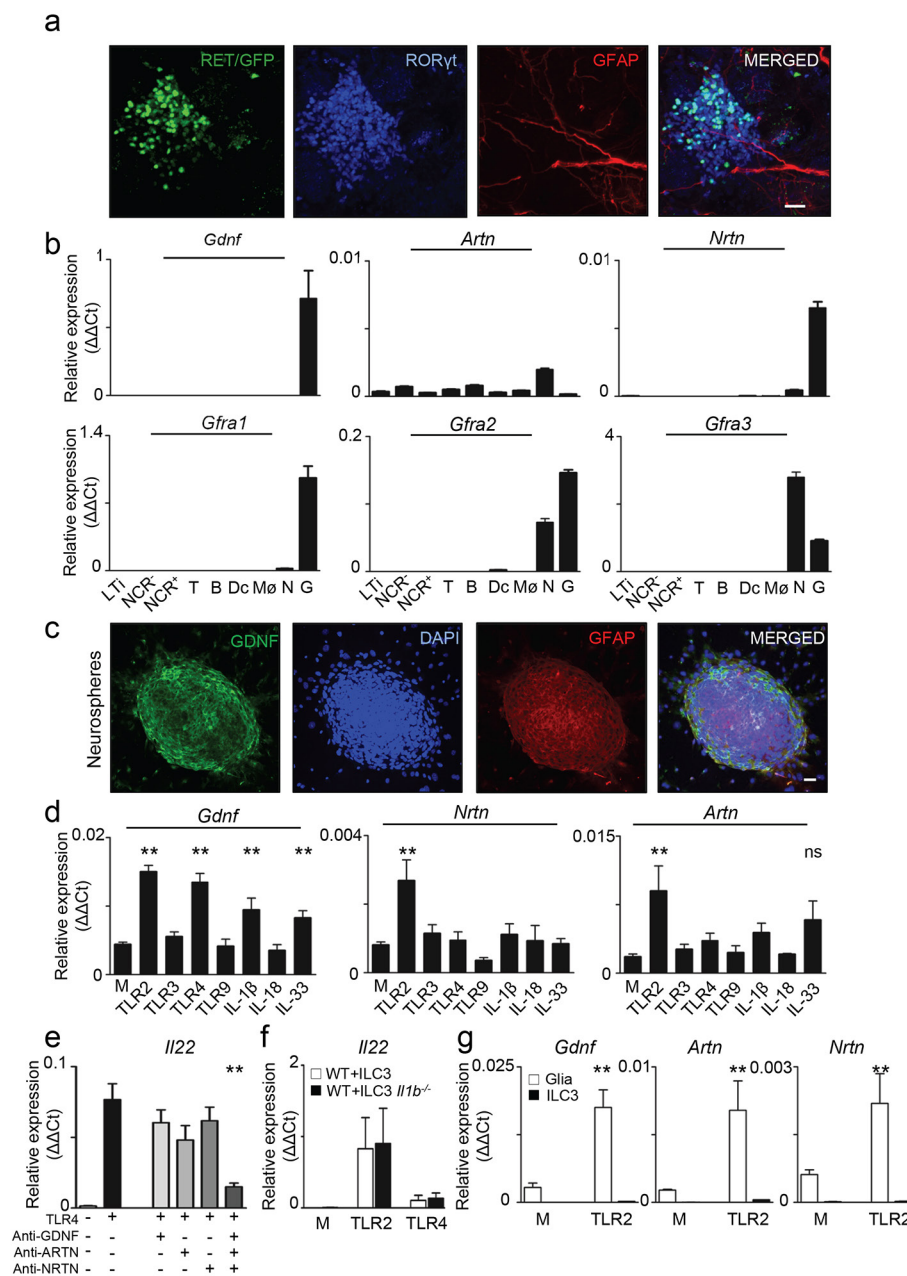 a
RET/GFP RORγt GFAP MERGED
b
Gdnf Artn Nrtn
Relative expression (ΔΔCt)
1 0.01 0.01
0 0 0
Gfra1 Gfra2 Gfra3
Relative expression (ΔΔCt)
1.4 0.2 4
2
0 0 0
LTi NCR- NCR+ T B Dc Mø N G LTi NCR- NCR+ T B Dc Mø N G LTi NCR- NCR+ T B Dc Mø N G
c
Neurospheres
GDNF DAPI GFAP MERGED
d
Gdnf Nrtn Artn
Relative expression (ΔΔCt)
0.02 0.004 0.015
** ** ** ** ** ** ns
0 0 0
M TLR2 TLR3 TLR4 TLR9 IL-1β IL-18 IL-33 M TLR2 TLR3 TLR4 TLR9 IL-1β IL-18 IL-33 M TLR2 TLR3 TLR4 TLR9 IL-1β IL-18 IL-33
e
Il22
Relative expression (ΔΔCt)
0.1
**
0
TLR4 - + + + + +
Anti-GDNF - - + - - +
Anti-ARTN - - - + - +
Anti-NRTN - - - - + +
f
Il22
Relative expression (ΔΔCt)
2
WT+ILC3
WT+ILC3 Il1b-/-
0
M TLR2 TLR4
g
Gdnf Artn Nrtn
Relative expression (ΔΔCt)
0.025 0.01 0.003
Glia
ILC3
** ** **
0 0 0
M TLR2 M TLR2 M TLR2